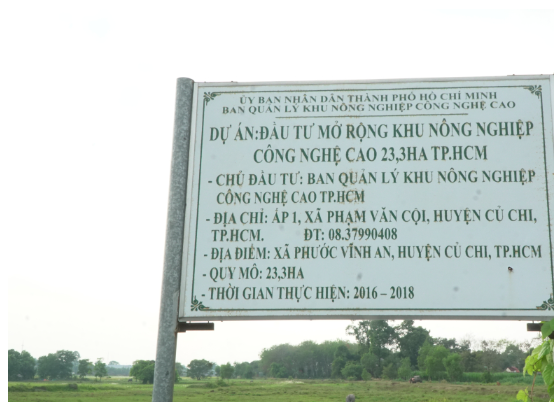 ỦY BAN NHÂN DÂN THÀNH PHỐ HỒ CHÍ MINH
BAN QUẢN LÝ KHU NÔNG NGHIỆP CÔNG NGHỆ CAO
DỰ ÁN:ĐẦU TƯ MỞ RỘNG KHU NÔNG NGHIỆP
CÔNG NGHỆ CAO 23,3HA TP.HCM
- CHỦ ĐẦU TƯ: BAN QUẢN LÝ KHU NÔNG NGHIỆP
CÔNG NGHỆ CAO TP.HCM
- ĐỊA CHỈ: ẤP 1, XÃ PHẠM VĂN CỘI, HUYỆN CỦ CHI,
TP.HCM. ĐT: 08.37990408
- ĐỊA ĐIỂM: XÃ PHƯỚC VĨNH AN, HUYỆN CỦ CHI, TP.HCM
- QUY MÔ: 23,3HA
- THỜI GIAN THỰC HIỆN: 2016 – 2018